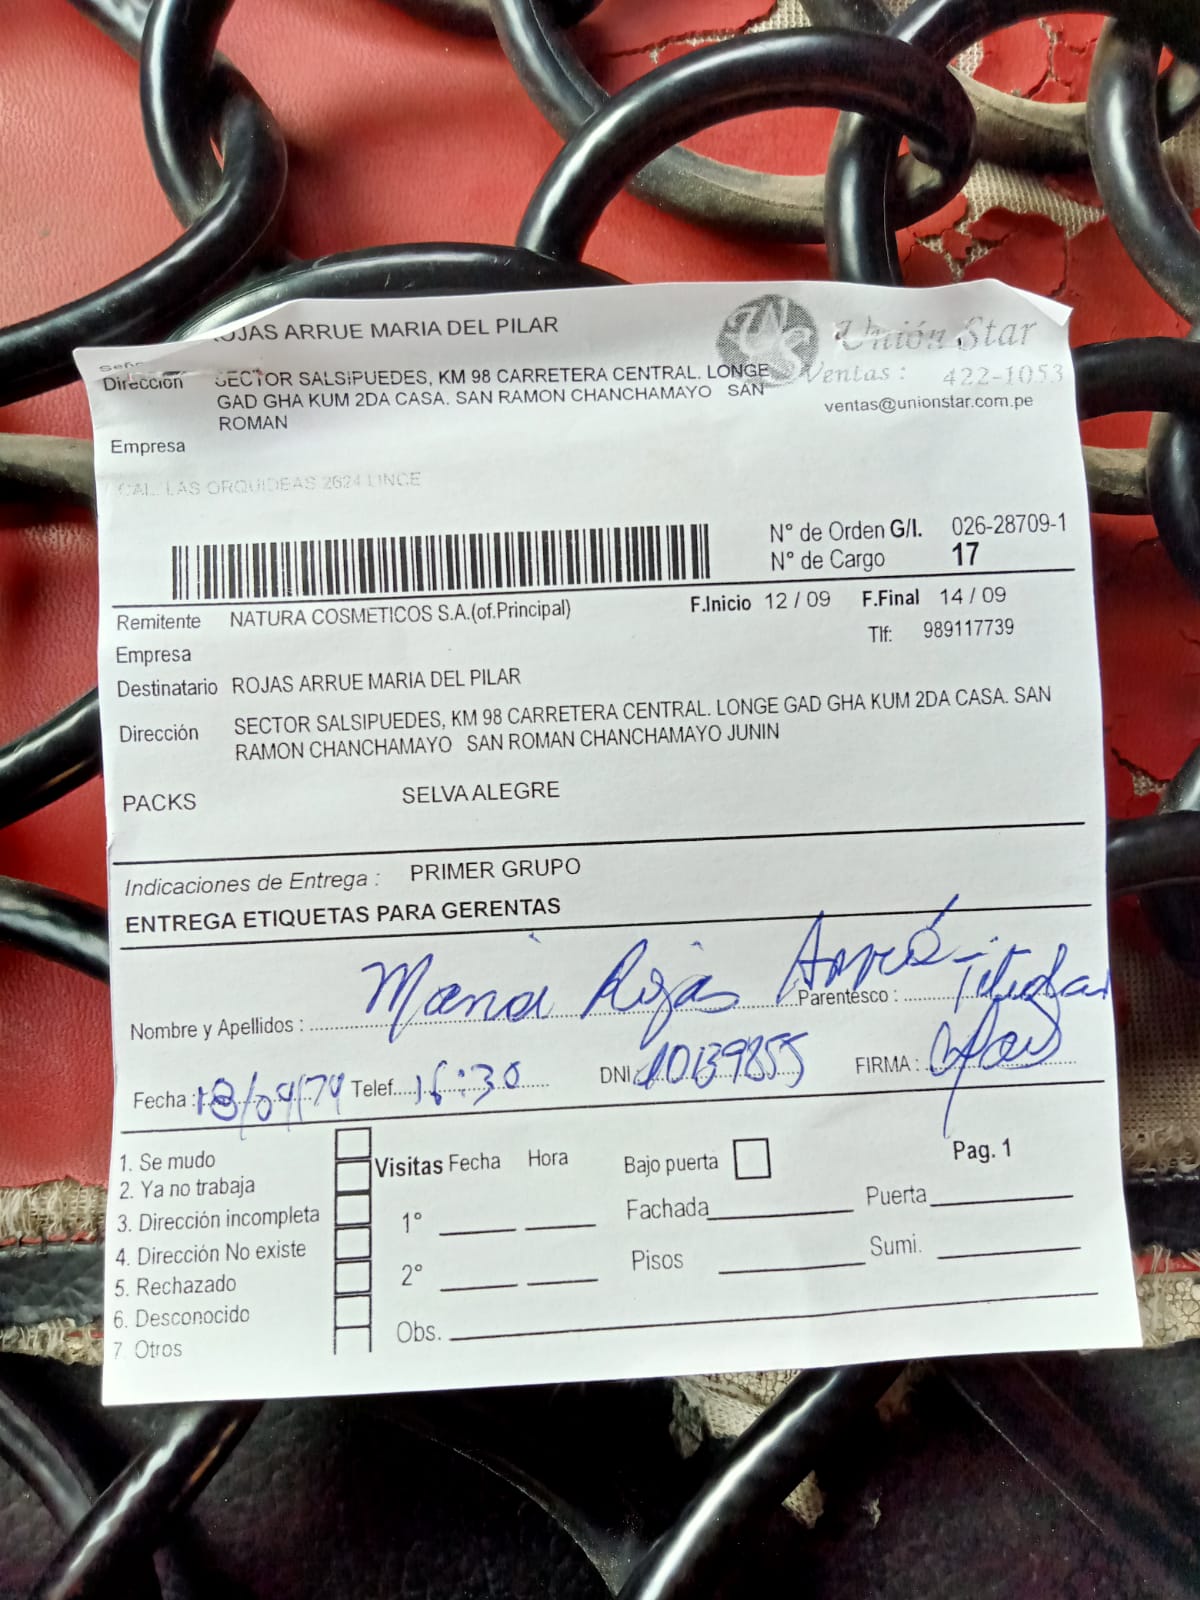 ROJAS ARRUE MARIA DEL PILAR
Unión Star
Dirección SECTOR SALSIPUEDES, KM 98 CARRETERA CENTRAL. LONGE
Ventas : 422-1053
GAD GHA KUM 2DA CASA. SAN RAMON CHANCHAMAYO SAN
ventas@unionstar.com.pe
ROMAN
Empresa
CAL. LAS ORQUIDEAS 2624 LINCE
N° de Orden G/I. 026-28709-1
N° de Cargo 17
Remitente NATURA COSMETICOS S.A.(of.Principal) F.Inicio 12 / 09 F.Final 14 / 09
Empresa Tlf: 989117739
Destinatario ROJAS ARRUE MARIA DEL PILAR
Dirección SECTOR SALSIPUEDES, KM 98 CARRETERA CENTRAL. LONGE GAD GHA KUM 2DA CASA. SAN
RAMON CHANCHAMAYO SAN ROMAN CHANCHAMAYO JUNIN
PACKS SELVA ALEGRE
Indicaciones de Entrega : PRIMER GRUPO
ENTREGA ETIQUETAS PARA GERENTAS
Nombre y Apellidos : Maria Rojas Arrué Parentesco : Titular
Fecha : Telef. 16:30 DNI 10139855 FIRMA :
1. Se mudo Visitas Fecha Hora Bajo puerta Pag. 1
2. Ya no trabaja
3. Dirección incompleta 1° Fachada Puerta
4. Dirección No existe
5. Rechazado 2° Pisos Sumi.
6. Desconocido
7. Otros Obs.